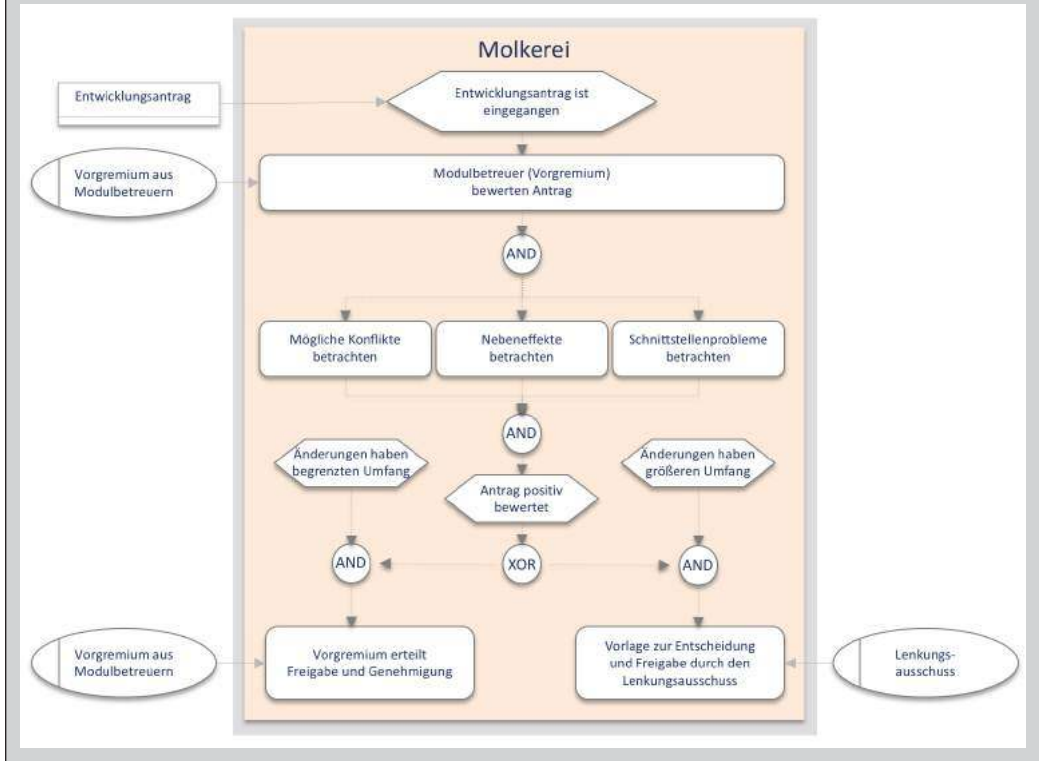 Molkerei
Entwicklungsantrag
Entwicklungsantrag ist
eingegangen
Vorgremium aus
Modulbetreuern
Modulbetreuer (Vorgremium)
bewerten Antrag
AND
Mögliche Konflikte
betrachten
Nebeneffekte
betrachten
Schnittstellenprobleme
betrachten
AND
Änderungen haben
begrenzten Umfang
Antrag positiv
bewertet
Änderungen haben
größeren Umfang
AND
XOR
AND
Vorgremium aus
Modulbetreuern
Vorgremium erteilt
Freigabe und Genehmigung
Vorlage zur Entscheidung
und Freigabe durch den
Lenkungsausschuss
Lenkungs-
ausschuss